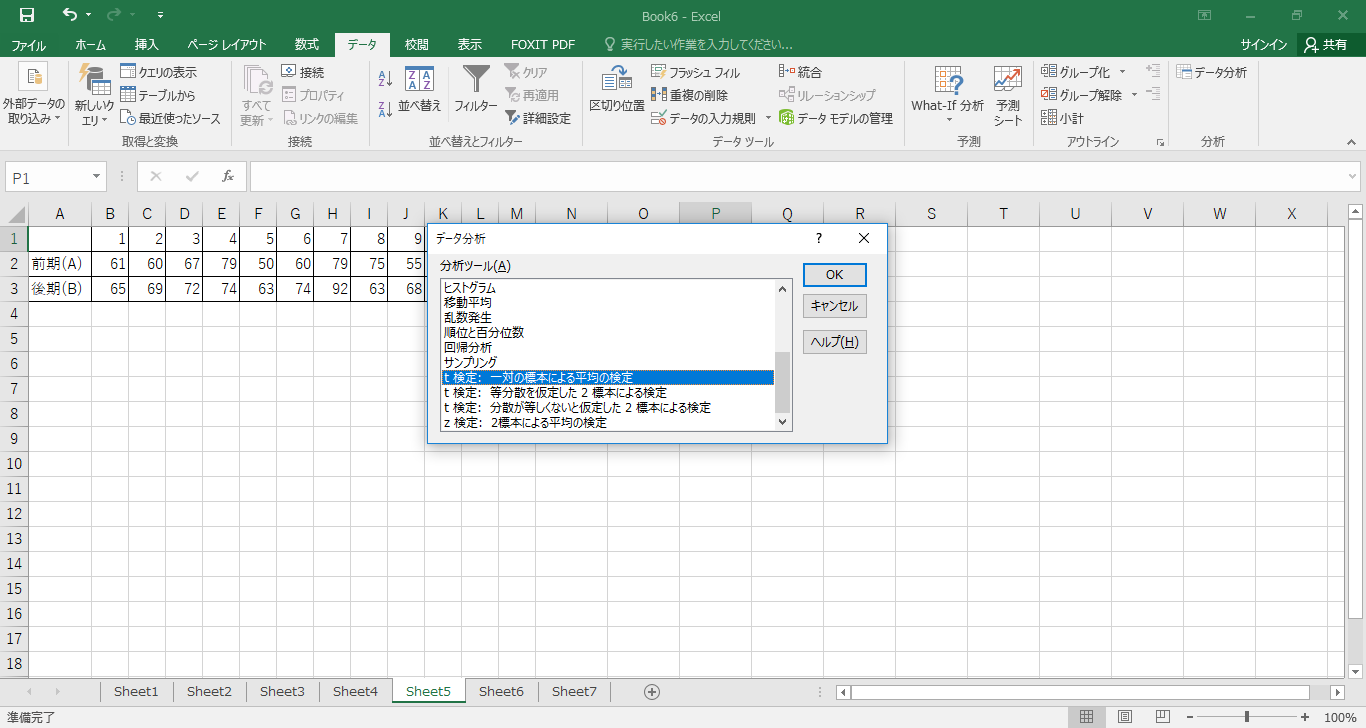 Book6 - Excel
ファイル ホーム 挿入 ページ レイアウト 数式 データ 校閲 表示 FOXIT PDF 実行したい作業を入力してください... サインイン 共有
外部データの
取り込み
新しいク
エリ
クエリの表示
テーブルから
最近使ったソース
取得と変換
すべて
更新
接続
プロパティ
リンクの編集
接続
並べ替え
フィルター
クリア
再適用
詳細設定
並べ替えとフィルター
区切り位置
フラッシュ フィル
重複の削除
データの入力規則
統合
リレーションシップ
データ モデルの管理
データ ツール
What-If 分析
予測
シート
予測
グループ化
グループ解除
小計
アウトライン
データ分析
分析
P1 fx
A B C D E F G H I J K L M N O P Q R S T U V W X
1 1 2 3 4 5 6 7 8 9
2 前期(A) 61 60 67 79 50 60 79 75 55
3 後期(B) 65 69 72 74 63 74 92 63 68
4
5
6
7
8
9
10
11
12
13
14
15
16
17
18
データ分析 ?
分析ツール(A)
ヒストグラム
移動平均
乱数発生
順位と百分位数
回帰分析
サンプリング
t 検定: 一対の標本による平均の検定
t 検定: 等分散を仮定した 2 標本による検定
t 検定: 分散が等しくないと仮定した 2 標本による検定
z 検定: 2標本による平均の検定
OK
キャンセル
ヘルプ(H)
Sheet1 Sheet2 Sheet3 Sheet4 Sheet5 Sheet6 Sheet7
準備完了 100%